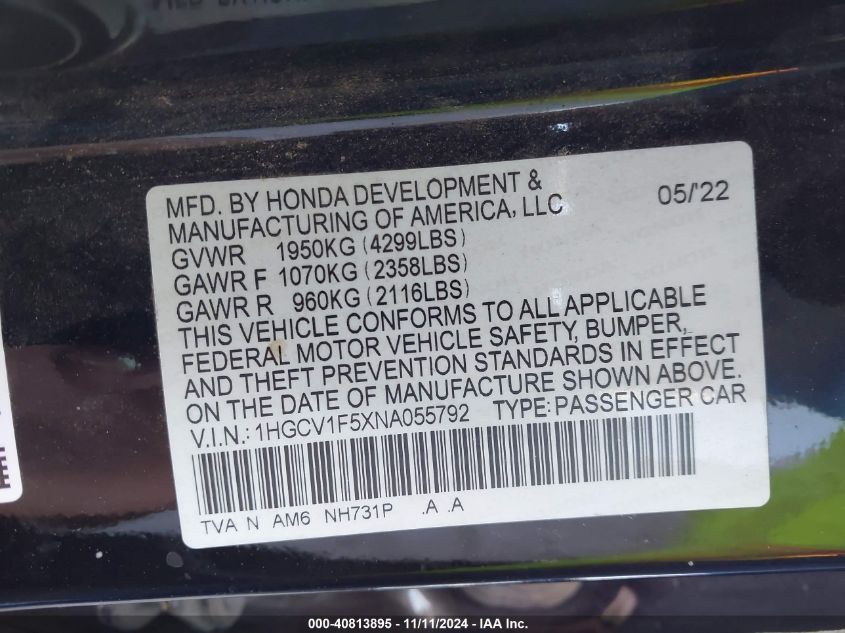 MFD. BY HONDA DEVELOPMENT & 05/'22
MANUFACTURING OF AMERICA, LLC
GVWR 1950KG (4299LBS)
GAWR F 1070KG (2358LBS)
GAWR R 960KG (2116LBS)
THIS VEHICLE CONFORMS TO ALL APPLICABLE
FEDERAL MOTOR VEHICLE SAFETY, BUMPER,
AND THEFT PREVENTION STANDARDS IN EFFECT
ON THE DATE OF MANUFACTURE SHOWN ABOVE.
V.I.N.: 1HGCV1F5XNA055792 TYPE: PASSENGER CAR
TVA N AM6 NH731P .A .A
000-40813895 - 11/11/2024 - IAA Inc.